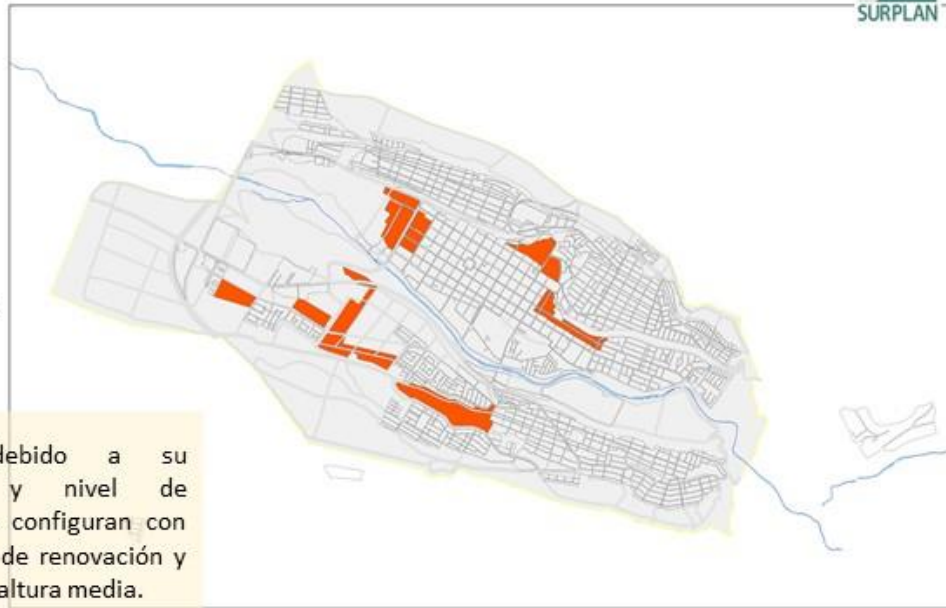 SURPLAN
debido a su
y nivel de
configuran con
de renovación y
altura media.